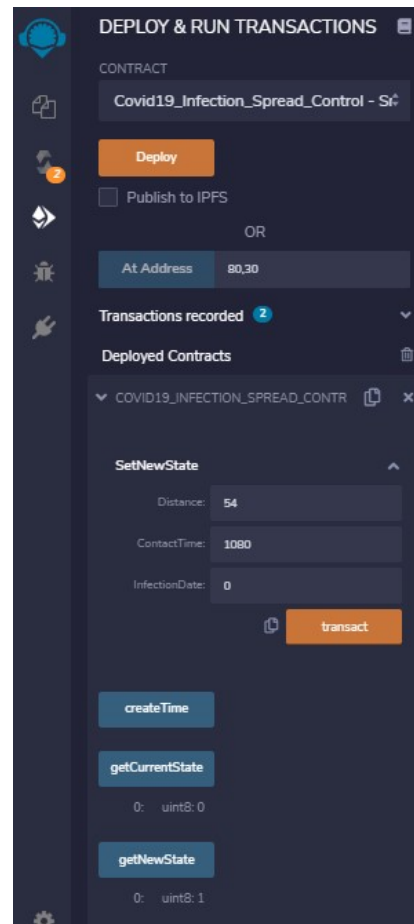 DEPLOY & RUN TRANSACTIONS
CONTRACT
Covid19_Infection_Spread_Control - Sr
2
Deploy
Publish to IPFS
OR
At Address 80,30
Transactions recorded 2
Deployed Contracts
COVID19_INFECTION_SPREAD_CONTR
SetNewState
Distance: 54
ContactTime: 1080
InfectionDate: 0
transact
createTime
getCurrentState
0: uint8: 0
getNewState
0: uint8: 1